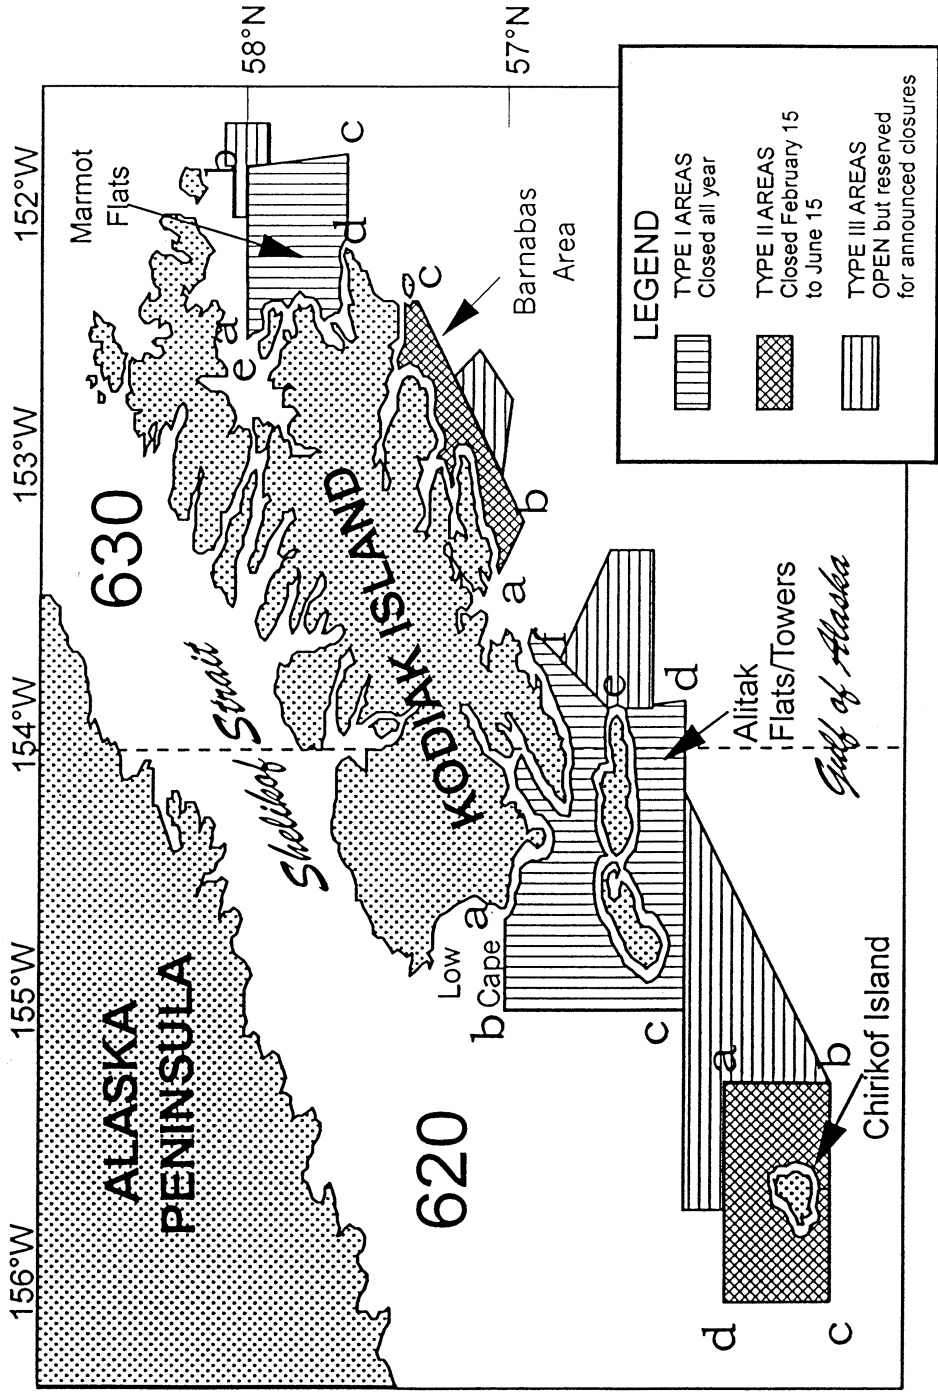 156°W
155°W
154°W
153°W
152°W
58°N
57°N
ALASKA
PENINSULA
Shelikof Strait
630
620
KODIAK ISLAND
Marmot
Flats
a
b
c
d
e
Barnabas
Area
a
b
c
Low
Cape
a
b
c
d
e
f
Alitak
Flats/Towers
Gulf of Alaska
a
b
c
d
Chirikof Island
LEGEND
TYPE I AREAS
Closed all year
TYPE II AREAS
Closed February 15
to June 15
TYPE III AREAS
OPEN but reserved
for announced closures